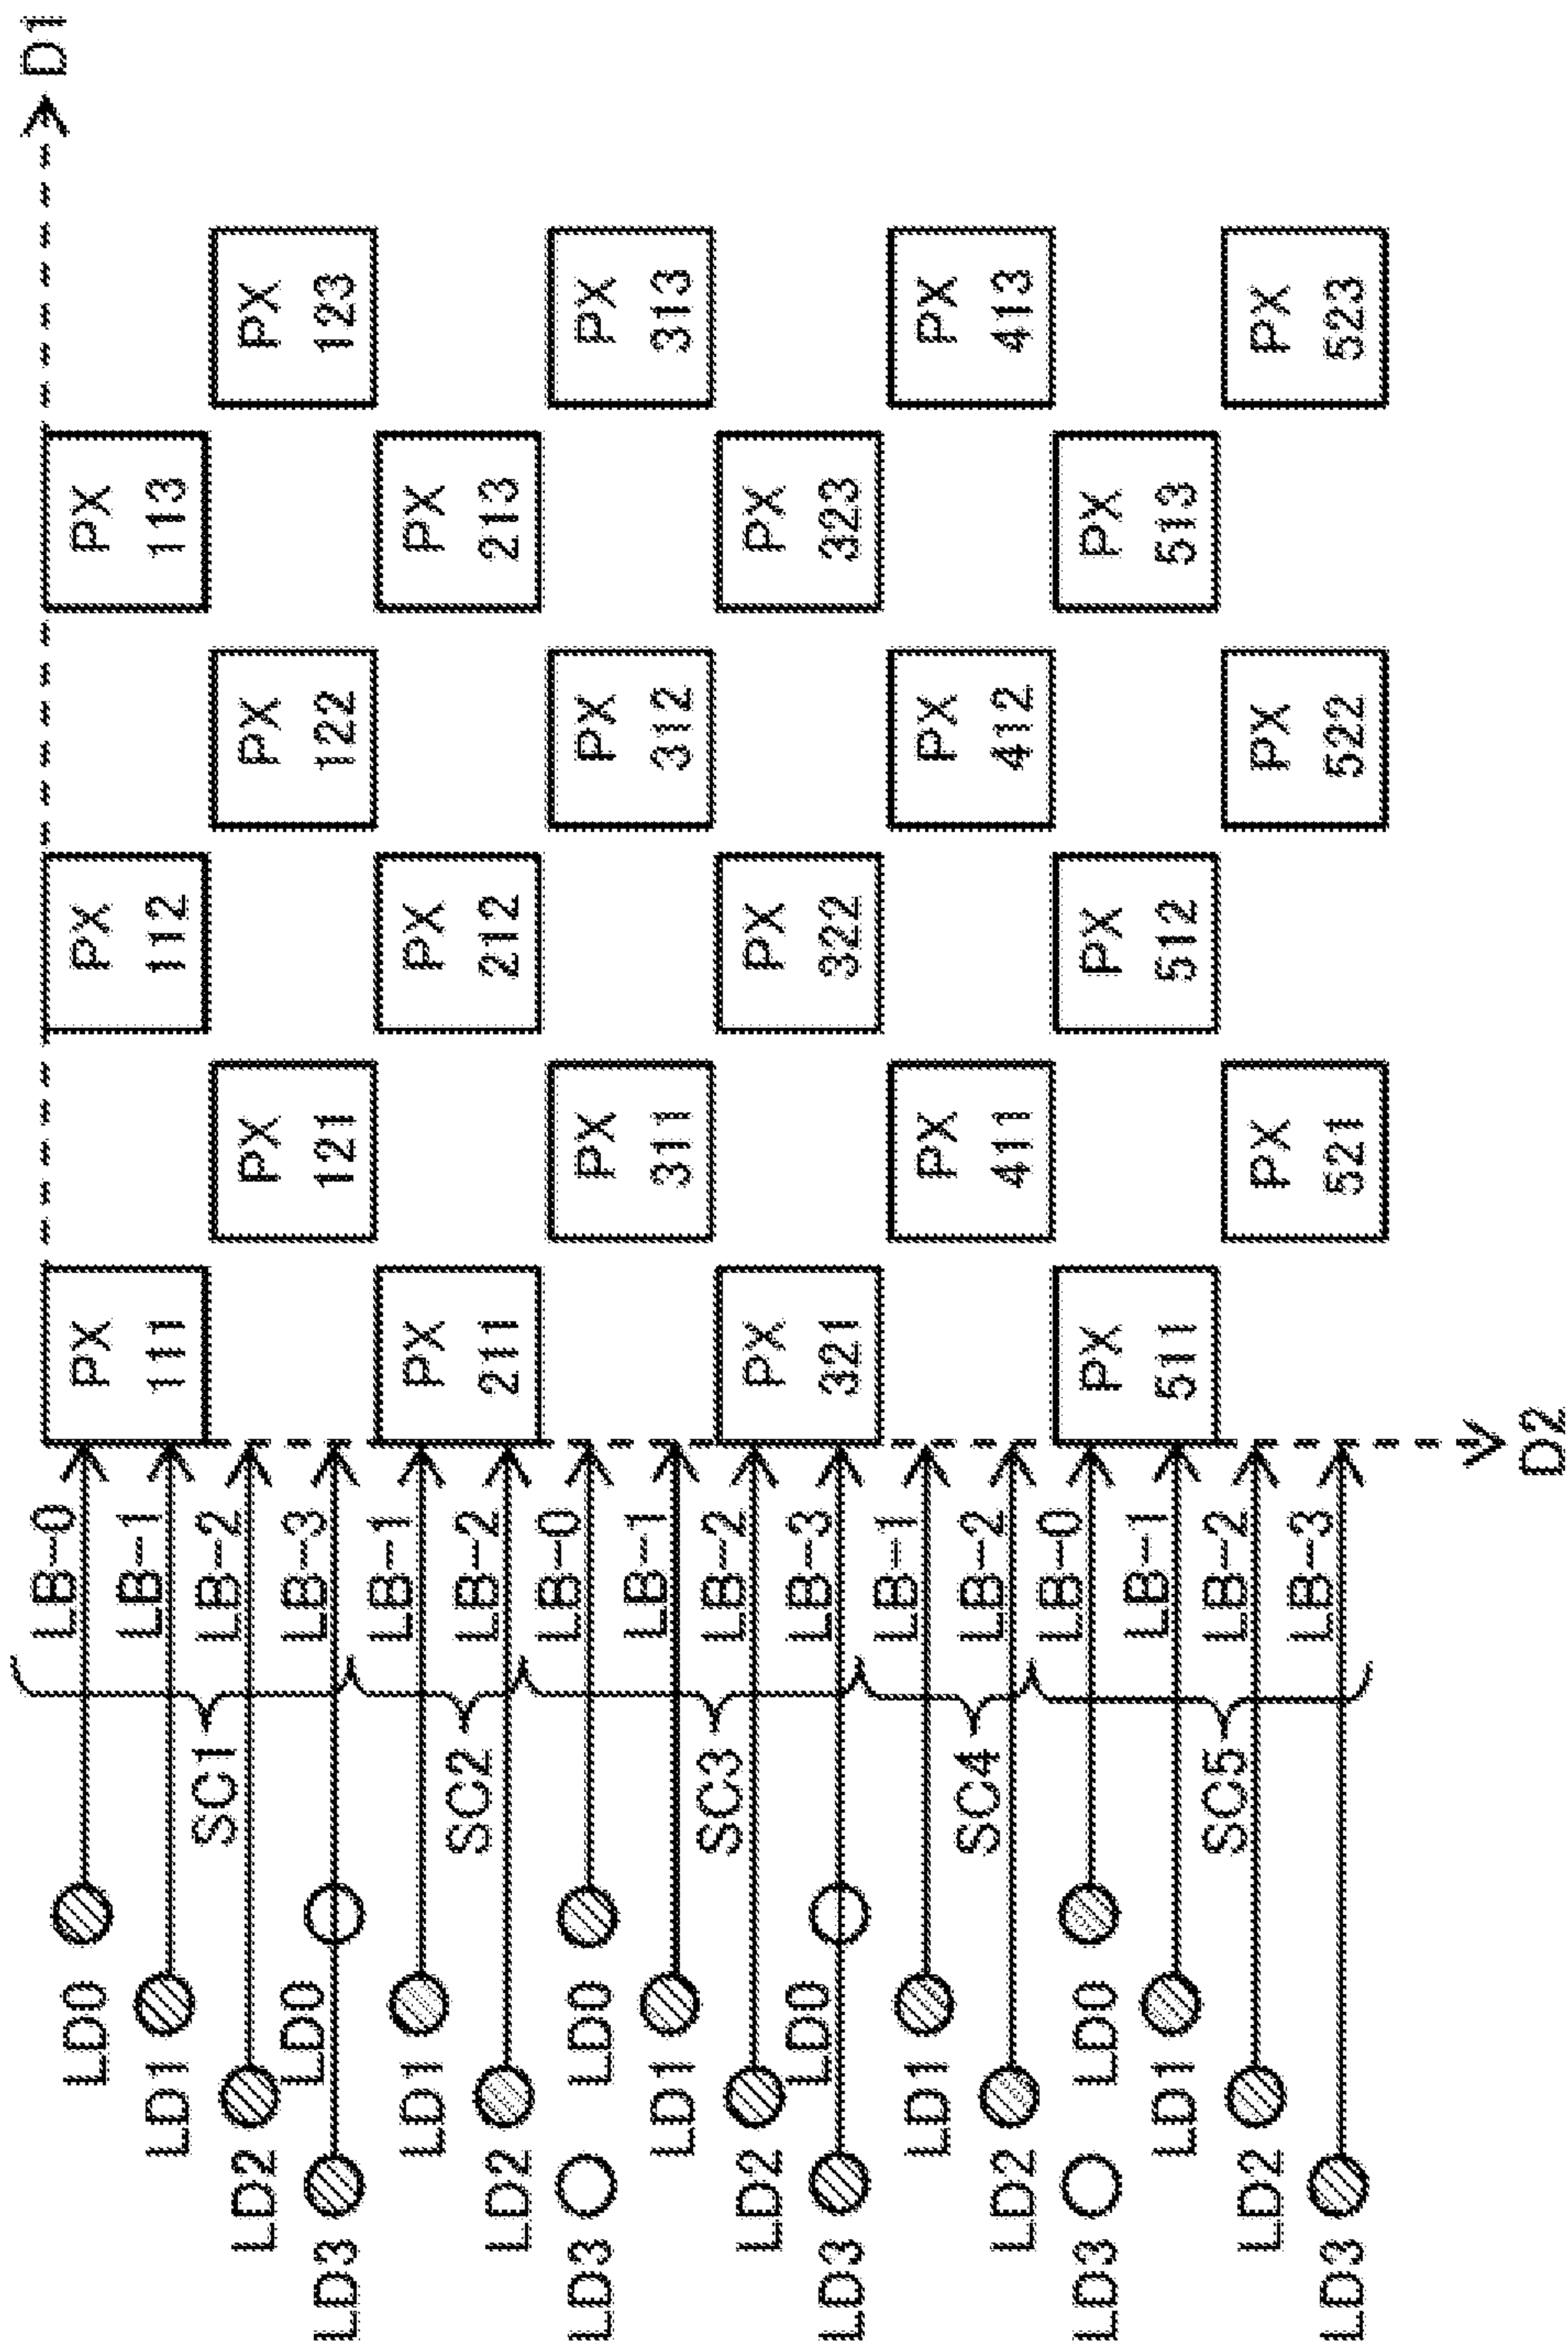 D1
PX 123
PX 313
PX 413
PX 523
PX 113
PX 213
PX 323
PX 513
PX 122
PX 312
PX 412
PX 522
PX 112
PX 212
PX 322
PX 512
PX 121
PX 311
PX 411
PX 521
PX 111
PX 211
PX 321
PX 511
D2
LB-0
LB-1
LB-2
LB-3
LB-1
LB-2
LB-0
LB-1
LB-2
LB-3
LB-1
LB-2
LB-0
LB-1
LB-2
LB-3
SC1
SC2
SC3
SC4
SC5
LD0
LD1
LD2
LD0
LD3
LD1
LD2
LD0
LD3
LD1
LD2
LD0
LD3
LD1
LD2
LD0
LD3
LD1
LD2
LD3